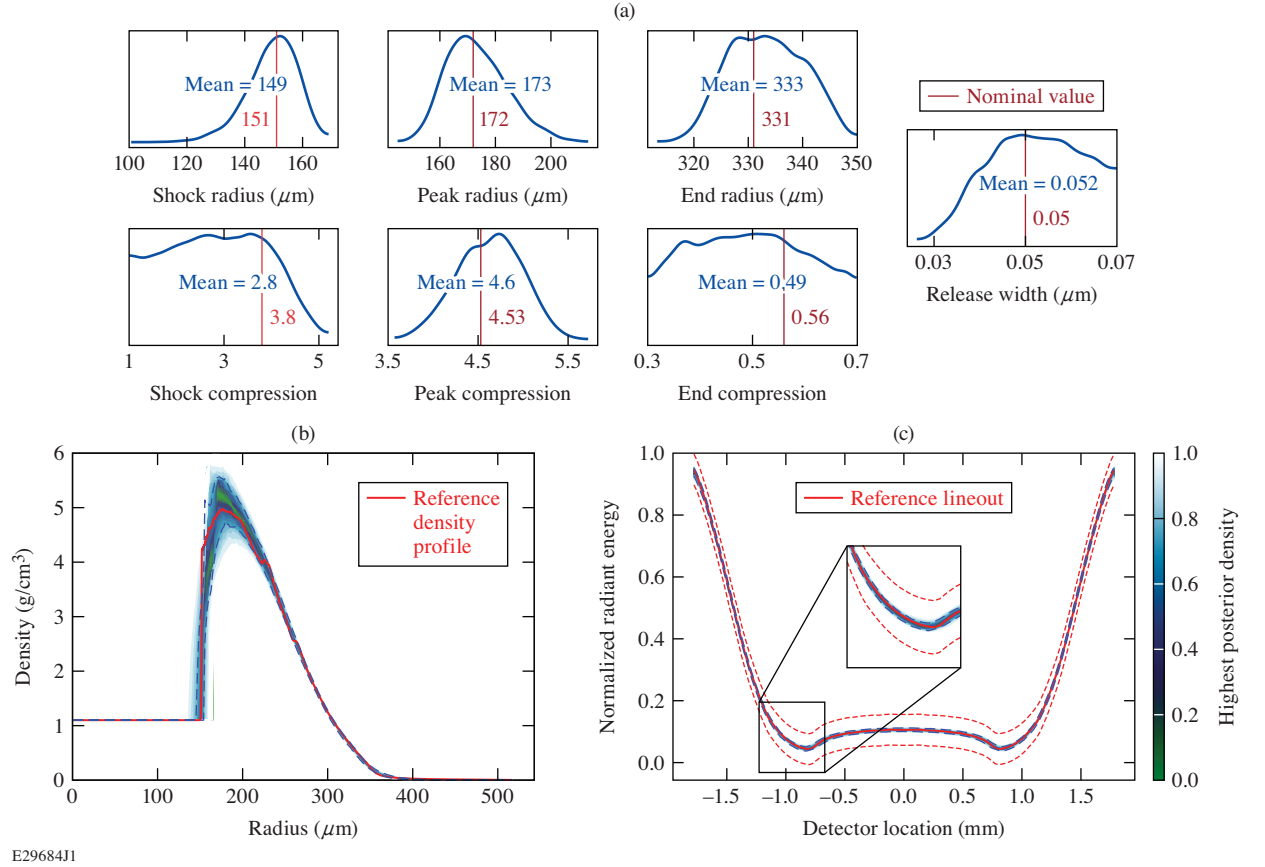 (a)
Mean = 149
151
100 120 140 160
Shock radius (μm)
Mean = 173
172
160 180 200
Peak radius (μm)
Mean = 333
331
320 330 340 350
End radius (μm)
Nominal value
Mean = 0.052
0.05
0.03 0.05 0.07
Release width (μm)
Mean = 2.8
3.8
1 3 5
Shock compression
Mean = 4.6
4.53
3.5 4.5 5.5
Peak compression
Mean = 0.49
0.56
0.3 0.5 0.7
End compression
(b)
6
5
4
3
2
1
0
Density (g/cm³)
Reference
density
profile
0 100 200 300 400 500
Radius (μm)
(c)
1.0
0.8
0.6
0.4
0.2
0.0
Normalized radiant energy
Reference lineout
−1.5 −1.0 −0.5 0.0 0.5 1.0 1.5
Detector location (mm)
1.0
0.8
0.6
0.4
0.2
0.0
Highest posterior density
E29684J1